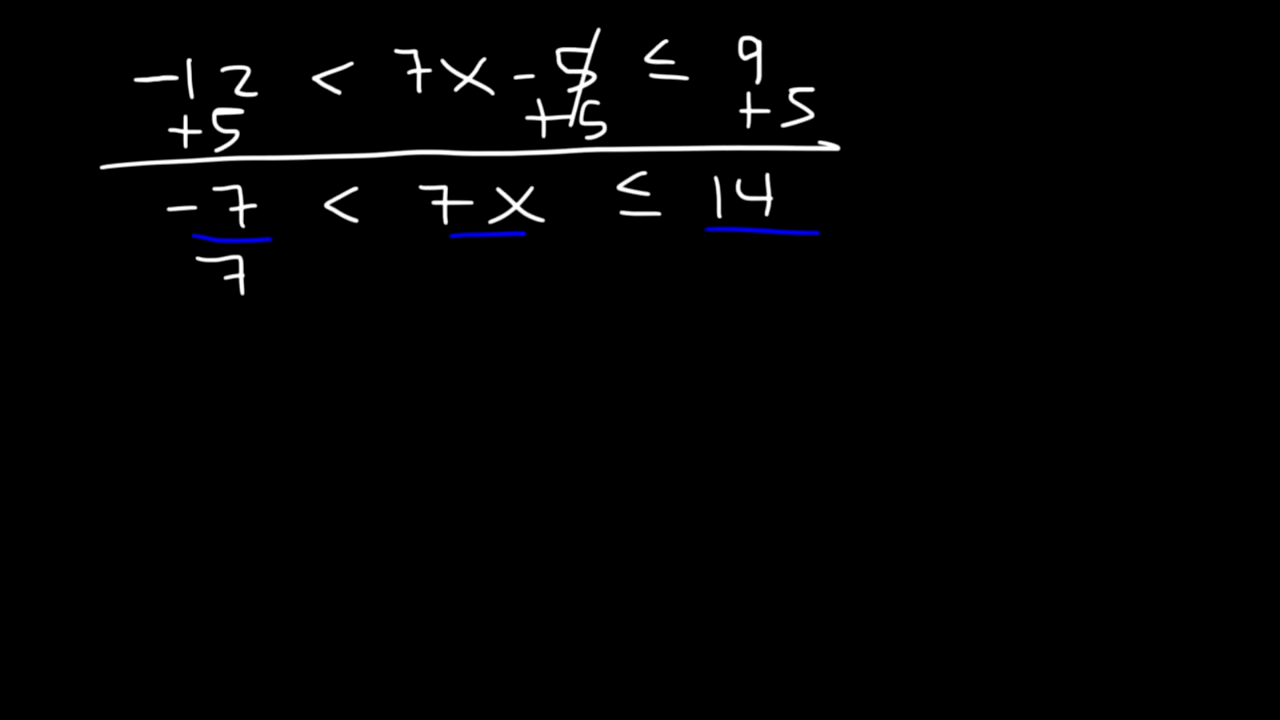 -12 < 7x - 5 ≤ 9
+5 +5 +5
-7 < 7x ≤ 14
7